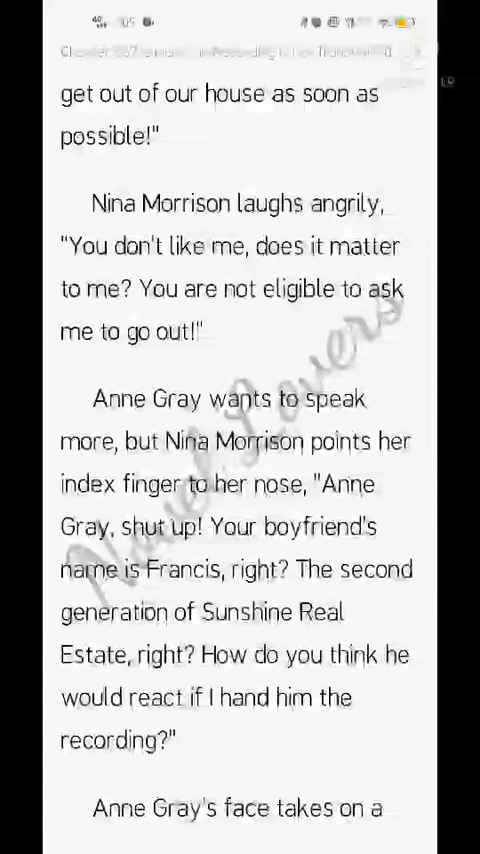 get out of our house as soon as
possible!"
Nina Morrison laughs angrily,
"You don't like me, does it matter
to me? You are not eligible to ask
me to go out!"
Anne Gray wants to speak
more, but Nina Morrison points her
index finger to her nose, "Anne
Gray, shut up! Your boyfriend's
name is Francis, right? The second
generation of Sunshine Real
Estate, right? How do you think he
would react if I hand him the
recording?"
Anne Gray's face takes on a
Novel Lovers